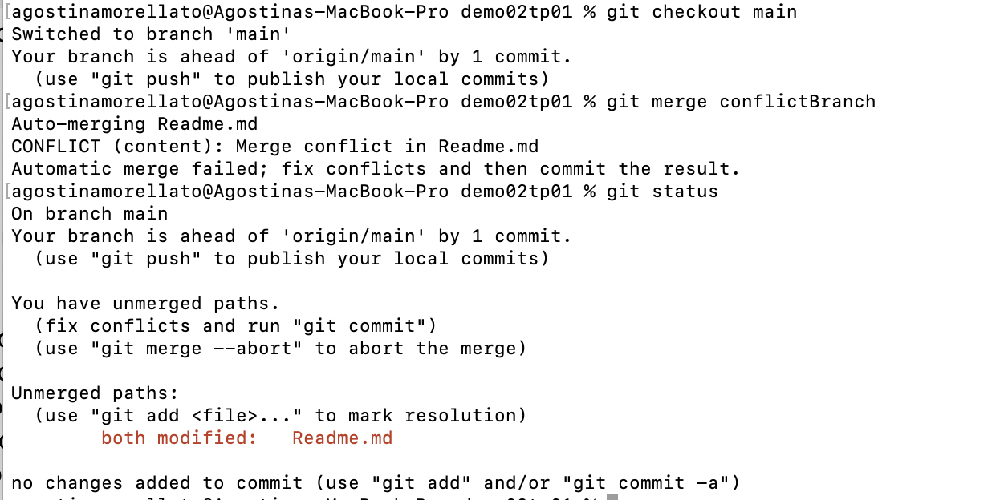 [agostinamorellato@Agostinas-MacBook-Pro demo02tp01 % git checkout main
Switched to branch 'main'
Your branch is ahead of 'origin/main' by 1 commit.
  (use "git push" to publish your local commits)
[agostinamorellato@Agostinas-MacBook-Pro demo02tp01 % git merge conflictBranch
Auto-merging Readme.md
CONFLICT (content): Merge conflict in Readme.md
Automatic merge failed; fix conflicts and then commit the result.
[agostinamorellato@Agostinas-MacBook-Pro demo02tp01 % git status
On branch main
Your branch is ahead of 'origin/main' by 1 commit.
  (use "git push" to publish your local commits)

You have unmerged paths.
  (fix conflicts and run "git commit")
  (use "git merge --abort" to abort the merge)

Unmerged paths:
  (use "git add <file>..." to mark resolution)
        both modified:   Readme.md

no changes added to commit (use "git add" and/or "git commit -a")